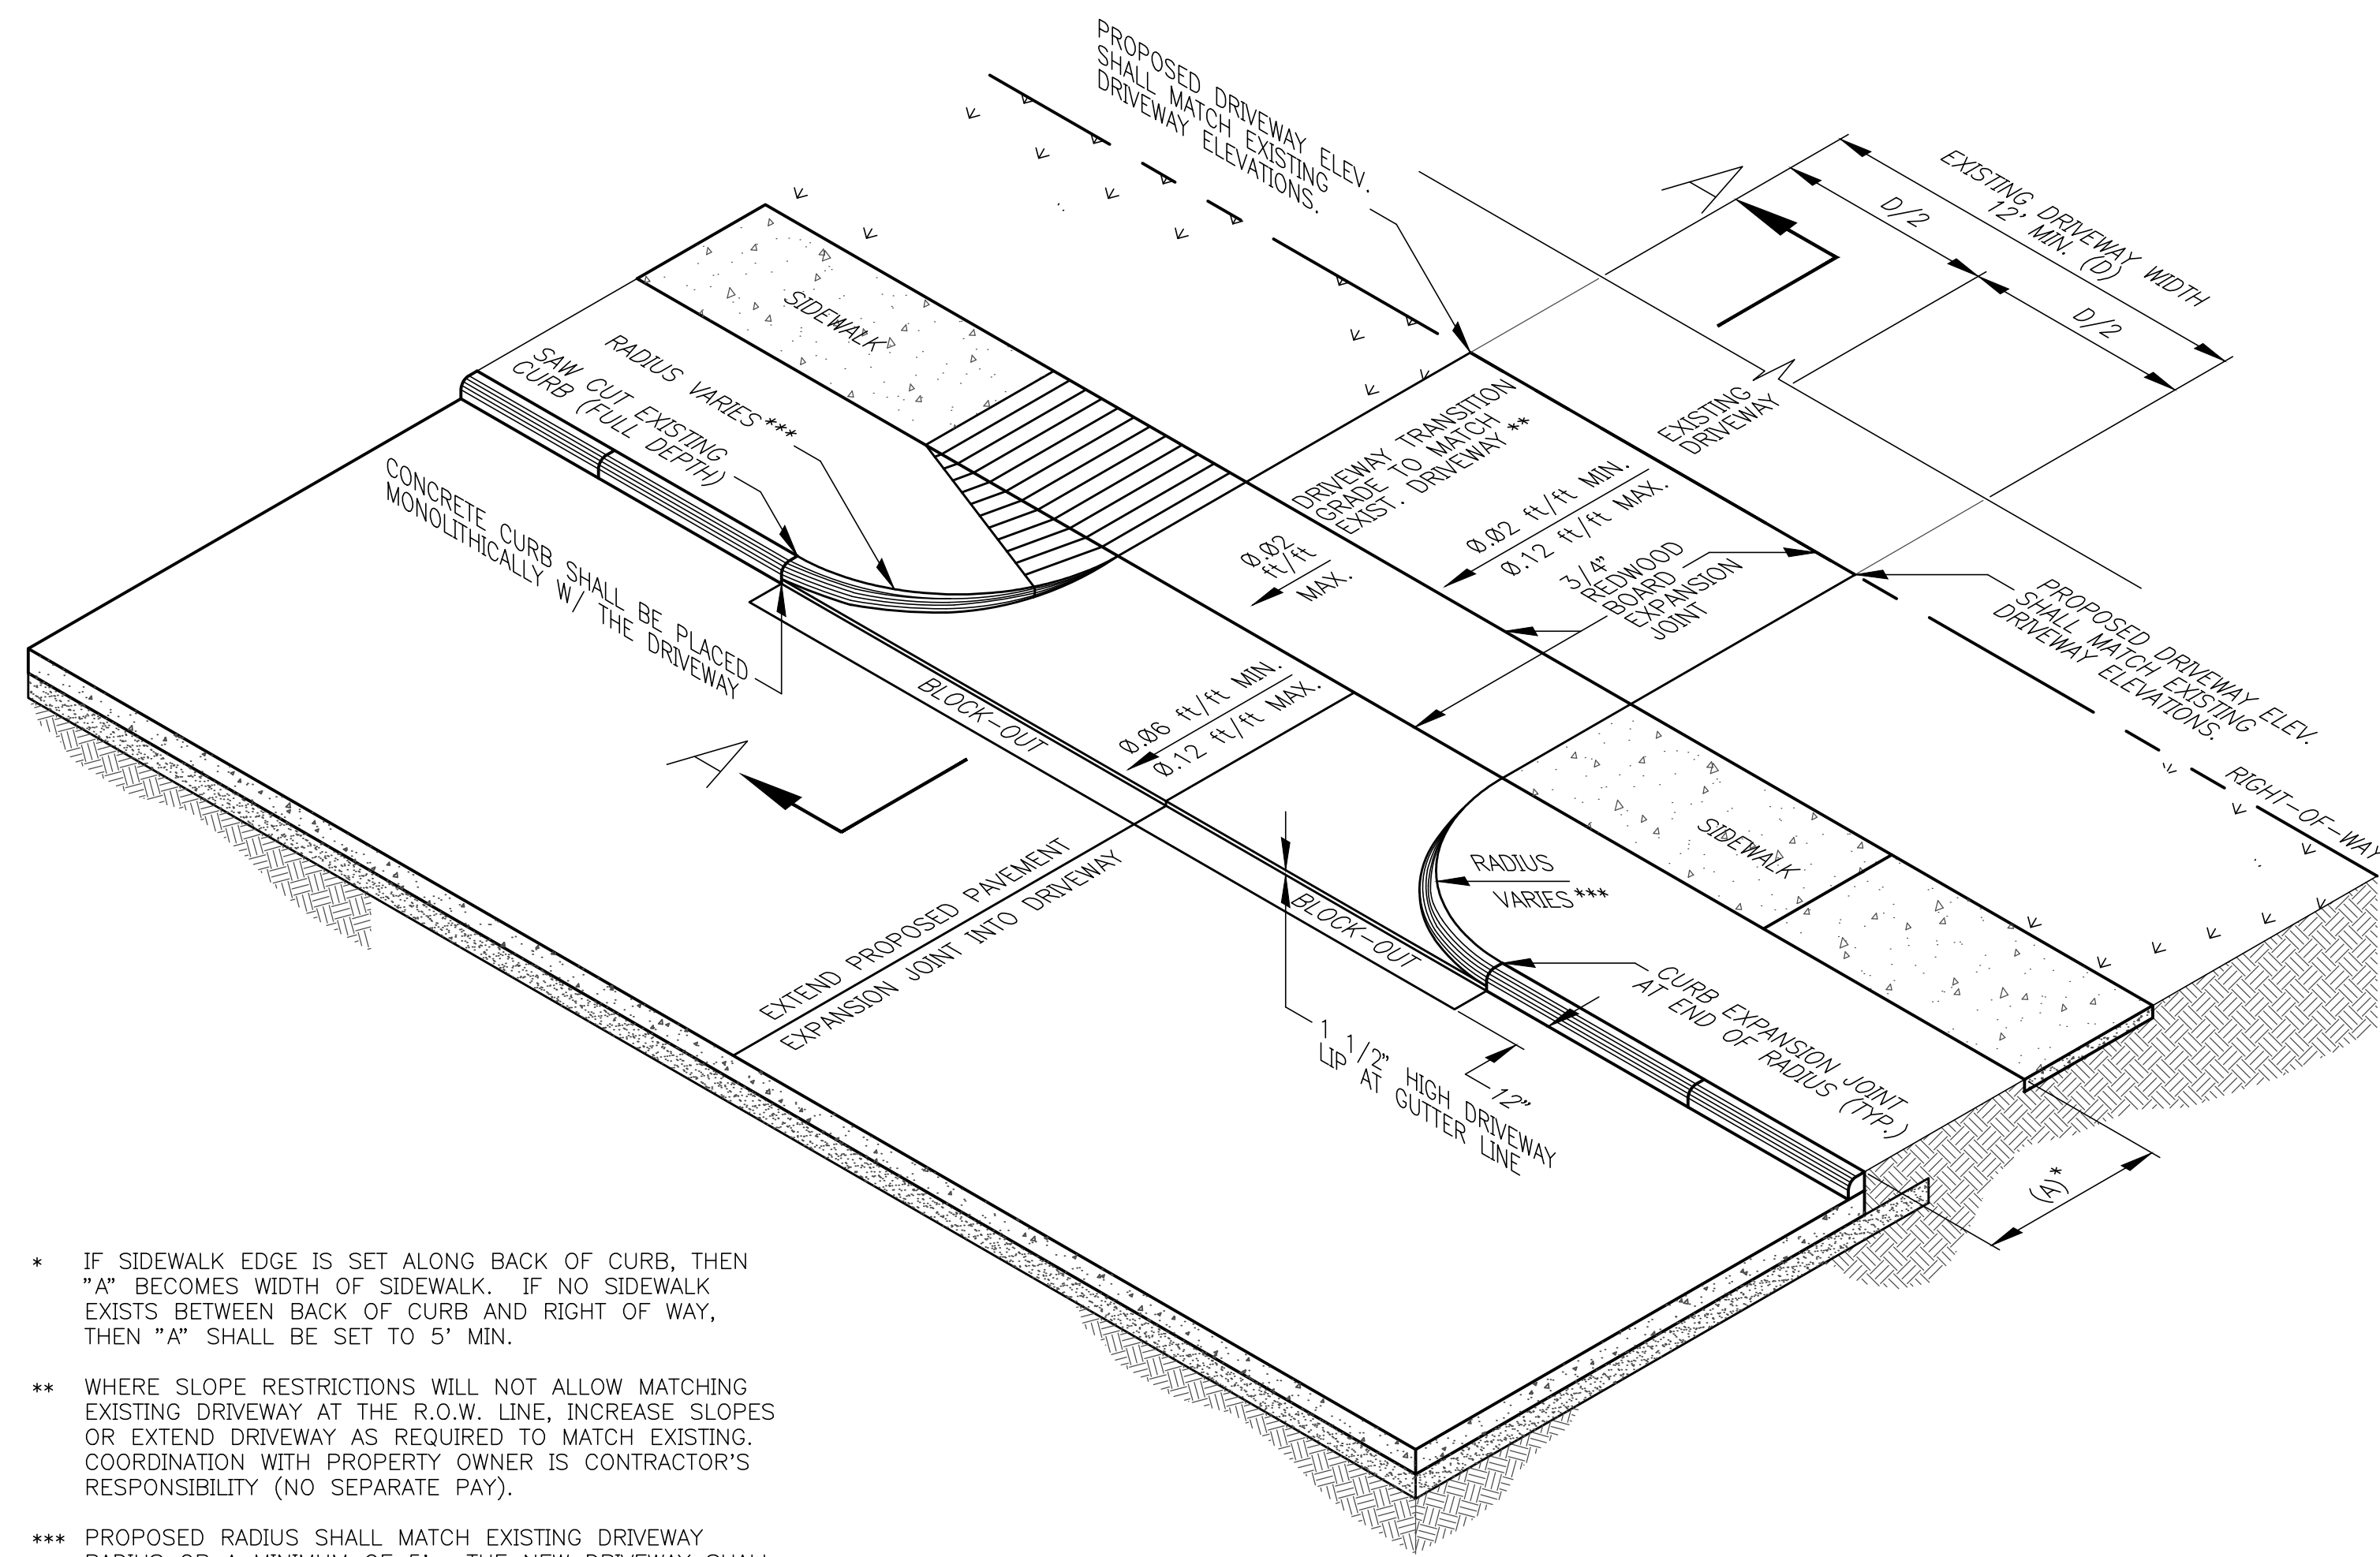 PROPOSED DRIVEWAY ELEV.
SHALL MATCH EXISTING
DRIVEWAY ELEVATIONS.
A
EXISTING DRIVEWAY WIDTH
12' MIN. (D)
D/2
D/2
SIDEWALK
RADIUS VARIES ***
SAW CUT EXISTING
CURB (FULL DEPTH)
CONCRETE CURB SHALL BE PLACED
MONOLITHICALLY W/ THE DRIVEWAY
DRIVEWAY TRANSITION
GRADE TO MATCH
EXIST. DRIVEWAY **
EXISTING
DRIVEWAY
0.02 ft/ft MIN.
0.12 ft/ft MAX.
0.02
ft/ft
MAX.
3/4"
REDWOOD
BOARD
EXPANSION
JOINT
PROPOSED DRIVEWAY ELEV.
SHALL MATCH EXISTING
DRIVEWAY ELEVATIONS.
RIGHT-OF-WAY
BLOCK-OUT
0.06 ft/ft MIN.
0.12 ft/ft MAX.
A
EXTEND PROPOSED PAVEMENT
EXPANSION JOINT INTO DRIVEWAY
SIDEWALK
RADIUS
VARIES ***
BLOCK-OUT
CURB EXPANSION JOINT
AT END OF RADIUS (TYP.)
1 1/2" HIGH DRIVEWAY
LIP AT GUTTER LINE
12"
(A)*
* IF SIDEWALK EDGE IS SET ALONG BACK OF CURB, THEN
"A" BECOMES WIDTH OF SIDEWALK. IF NO SIDEWALK
EXISTS BETWEEN BACK OF CURB AND RIGHT OF WAY,
THEN "A" SHALL BE SET TO 5' MIN.
** WHERE SLOPE RESTRICTIONS WILL NOT ALLOW MATCHING
EXISTING DRIVEWAY AT THE R.O.W. LINE, INCREASE SLOPES
OR EXTEND DRIVEWAY AS REQUIRED TO MATCH EXISTING.
COORDINATION WITH PROPERTY OWNER IS CONTRACTOR'S
RESPONSIBILITY (NO SEPARATE PAY).
*** PROPOSED RADIUS SHALL MATCH EXISTING DRIVEWAY
RADIUS OR A MINIMUM OF 5'. THE NEW DRIVEWAY SHALL